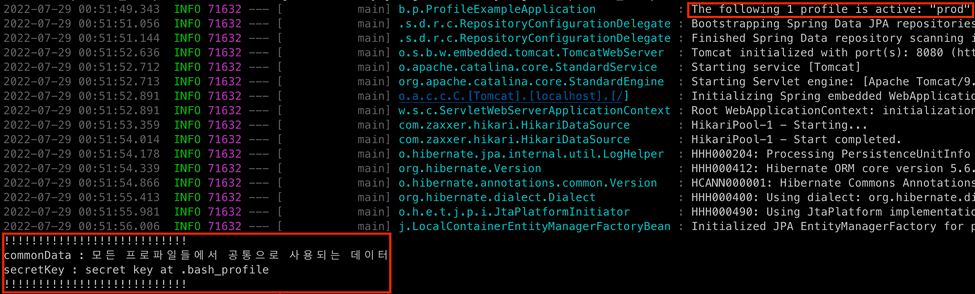 2022-07-29 00:51:49.343 INFO 71632 --- [ main] b.p.ProfileExampleApplication : The following 1 profile is active: "prod"
2022-07-29 00:51:51.056 INFO 71632 --- [ main] .s.d.r.c.RepositoryConfigurationDelegate : Bootstrapping Spring Data JPA repositories
2022-07-29 00:51:51.144 INFO 71632 --- [ main] .s.d.r.c.RepositoryConfigurationDelegate : Finished Spring Data repository scanning i
2022-07-29 00:51:52.636 INFO 71632 --- [ main] o.s.b.w.embedded.tomcat.TomcatWebServer : Tomcat initialized with port(s): 8080 (htt
2022-07-29 00:51:52.712 INFO 71632 --- [ main] o.apache.catalina.core.StandardService : Starting service [Tomcat]
2022-07-29 00:51:52.713 INFO 71632 --- [ main] org.apache.catalina.core.StandardEngine : Starting Servlet engine: [Apache Tomcat/9.
2022-07-29 00:51:52.891 INFO 71632 --- [ main] o.a.c.c.C.[Tomcat].[localhost].[/] : Initializing Spring embedded WebApplication
2022-07-29 00:51:52.891 INFO 71632 --- [ main] w.s.c.ServletWebServerApplicationContext : Root WebApplicationContext: initialization
2022-07-29 00:51:53.359 INFO 71632 --- [ main] com.zaxxer.hikari.HikariDataSource : HikariPool-1 - Starting...
2022-07-29 00:51:54.014 INFO 71632 --- [ main] com.zaxxer.hikari.HikariDataSource : HikariPool-1 - Start completed.
2022-07-29 00:51:54.178 INFO 71632 --- [ main] o.hibernate.jpa.internal.util.LogHelper : HHH000204: Processing PersistenceUnitInfo
2022-07-29 00:51:54.339 INFO 71632 --- [ main] org.hibernate.Version : HHH000412: Hibernate ORM core version 5.6.
2022-07-29 00:51:54.866 INFO 71632 --- [ main] o.hibernate.annotations.common.Version : HCANN000001: Hibernate Commons Annotations
2022-07-29 00:51:55.413 INFO 71632 --- [ main] org.hibernate.dialect.Dialect : HHH000400: Using dialect: org.hibernate.di
2022-07-29 00:51:55.981 INFO 71632 --- [ main] o.h.e.t.j.p.i.JtaPlatformInitiator : HHH000490: Using JtaPlatform implementatio
2022-07-29 00:51:56.006 INFO 71632 --- [ main] j.LocalContainerEntityManagerFactoryBean : Initialized JPA EntityManagerFactory for p
!!!!!!!!!!!!!!!!!!!!!!!!!!!
commonData : 모든 프로파일들에서 공통으로 사용되는 데이터
secretKey : secret key at .bash_profile
!!!!!!!!!!!!!!!!!!!!!!!!!!!